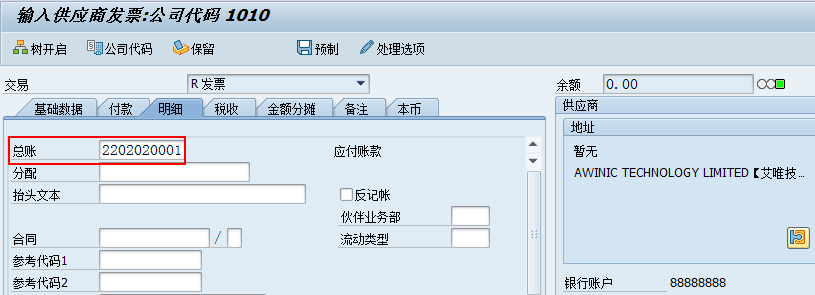 输入供应商发票:公司代码 1010
树开启 公司代码 保留 预制 处理选项
交易 R 发票 余额 0.00
基础数据 付款 明细 税收 金额分摊 备注 本币
供应商
地址
总账 2202020001 应付账款
暂无
分配
AWINIC TECHNOLOGY LIMITED【艾唯技...
抬头文本 反记帐
伙伴业务部
合同 / 流动类型
参考代码1
参考代码2
银行账户 88888888